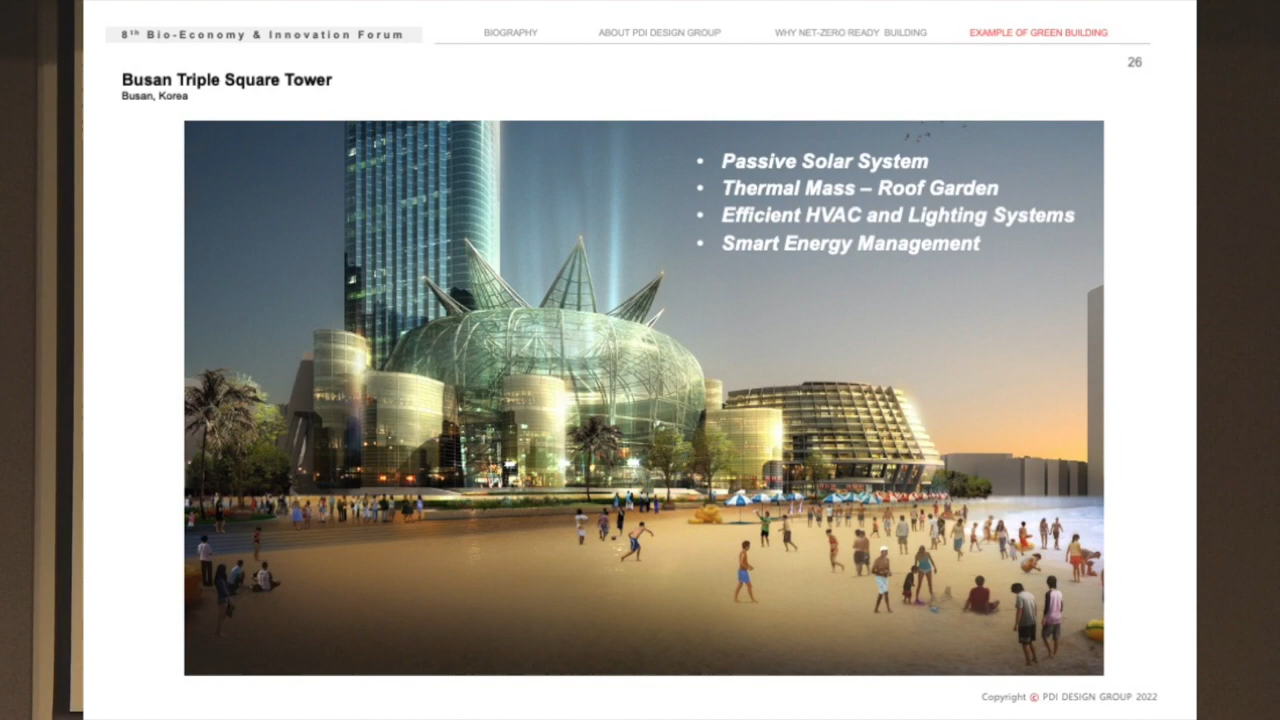 8th Bio-Economy & Innovation Forum
BIOGRAPHY
ABOUT PDI DESIGN GROUP
WHY NET-ZERO READY BUILDING
EXAMPLE OF GREEN BUILDING
26
Busan Triple Square Tower
Busan, Korea
• Passive Solar System
• Thermal Mass – Roof Garden
• Efficient HVAC and Lighting Systems
• Smart Energy Management
Copyright © PDI DESIGN GROUP 2022